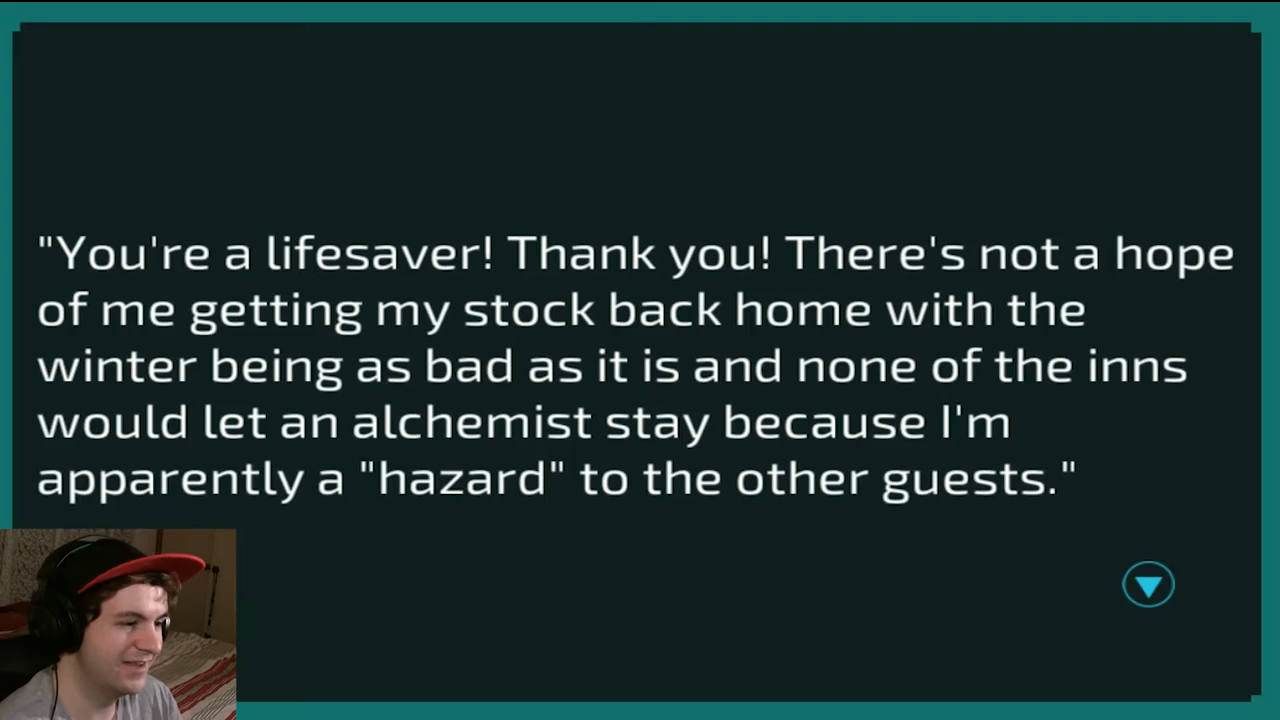 "You're a lifesaver! Thank you! There's not a hope
of me getting my stock back home with the
winter being as bad as it is and none of the inns
would let an alchemist stay because I'm
apparently a "hazard" to the other guests."